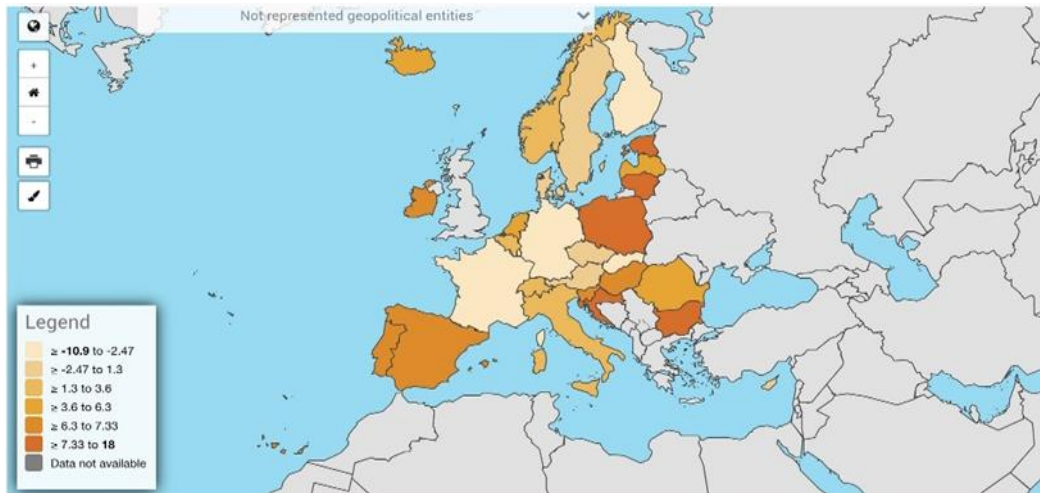 Not represented geopolitical entities
+
-
Legend
≥ -10.9 to -2.47
≥ -2.47 to 1.3
≥ 1.3 to 3.6
≥ 3.6 to 6.3
≥ 6.3 to 7.33
≥ 7.33 to 18
Data not available